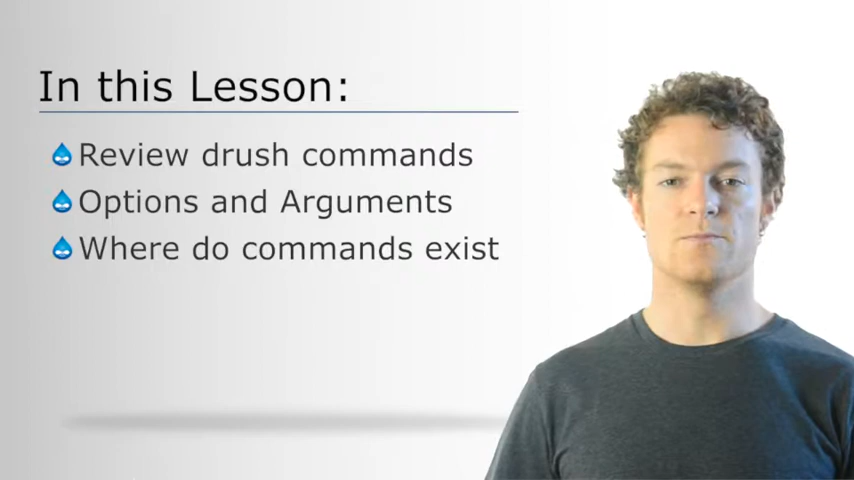 In this Lesson:
Review drush commands
Options and Arguments
Where do commands exist